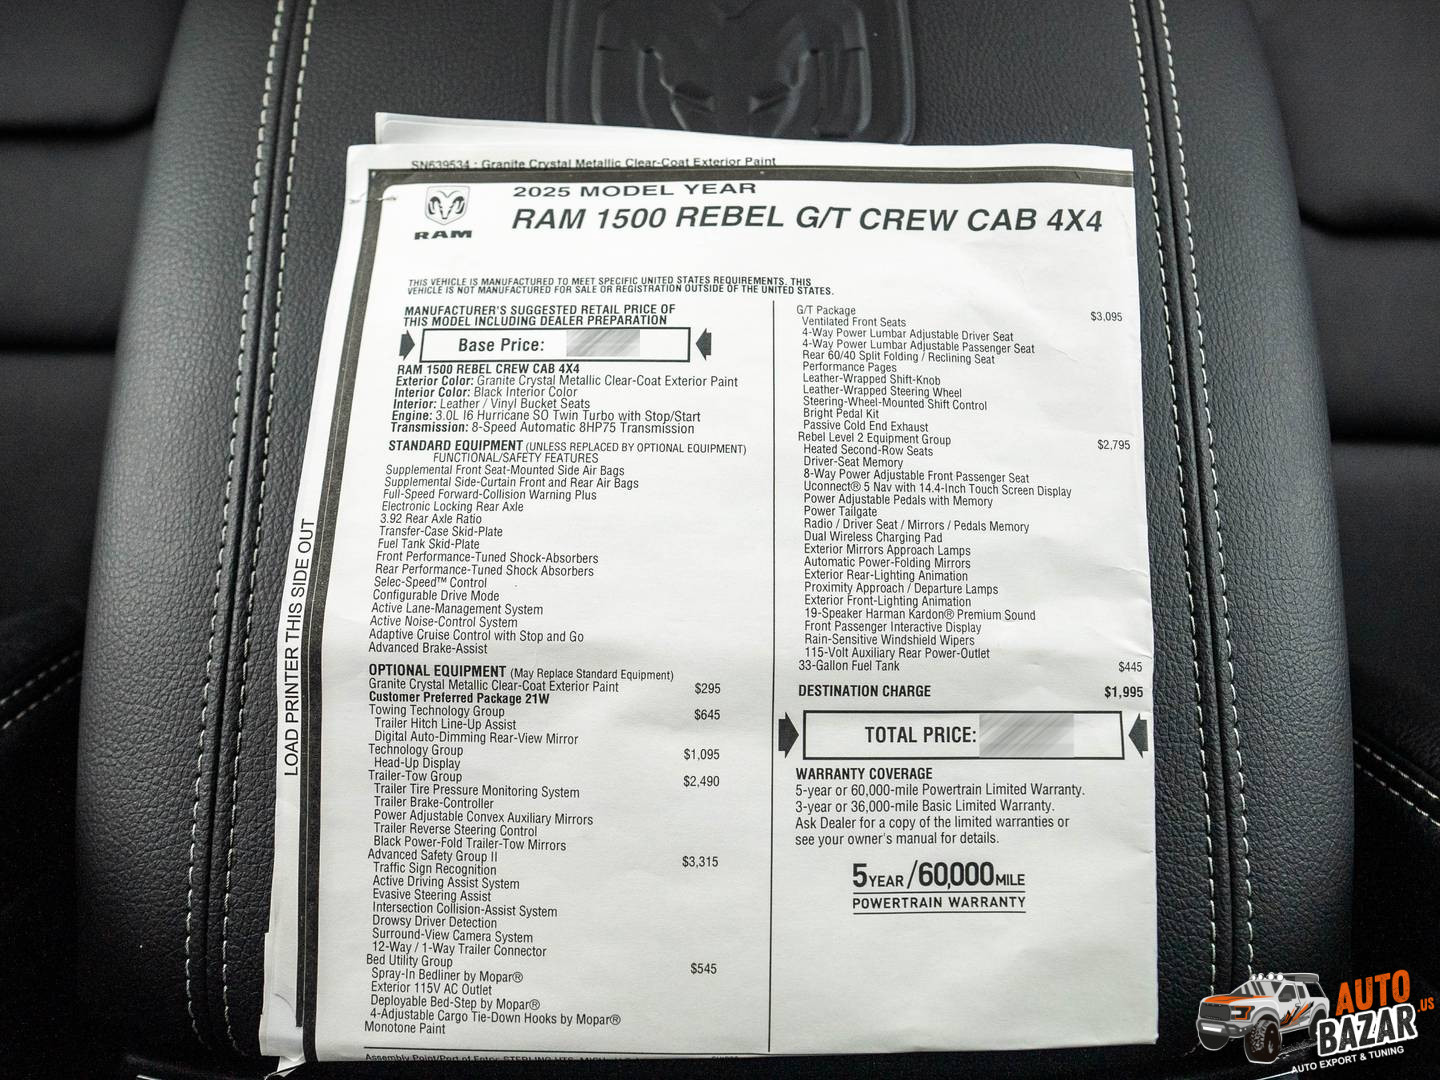 SN639534 : Granite Crystal Metallic Clear-Coat Exterior Paint
RAM
2025 MODEL YEAR
RAM 1500 REBEL G/T CREW CAB 4X4
THIS VEHICLE IS MANUFACTURED TO MEET SPECIFIC UNITED STATES REQUIREMENTS. THIS
VEHICLE IS NOT MANUFACTURED FOR SALE OR REGISTRATION OUTSIDE OF THE UNITED STATES.
MANUFACTURER'S SUGGESTED RETAIL PRICE OF
THIS MODEL INCLUDING DEALER PREPARATION
Base Price:
RAM 1500 REBEL CREW CAB 4X4
Exterior Color: Granite Crystal Metallic Clear-Coat Exterior Paint
Interior Color: Black Interior Color
Interior: Leather / Vinyl Bucket Seats
Engine: 3.0L I6 Hurricane SO Twin Turbo with Stop/Start
Transmission: 8-Speed Automatic 8HP75 Transmission
STANDARD EQUIPMENT (UNLESS REPLACED BY OPTIONAL EQUIPMENT)
FUNCTIONAL/SAFETY FEATURES
Supplemental Front Seat-Mounted Side Air Bags
Supplemental Side-Curtain Front and Rear Air Bags
Full-Speed Forward-Collision Warning Plus
Electronic Locking Rear Axle
3.92 Rear Axle Ratio
Transfer-Case Skid-Plate
Fuel Tank Skid-Plate
Front Performance-Tuned Shock-Absorbers
Rear Performance-Tuned Shock Absorbers
Selec-Speed™ Control
Configurable Drive Mode
Active Lane-Management System
Active Noise-Control System
Adaptive Cruise Control with Stop and Go
Advanced Brake-Assist
OPTIONAL EQUIPMENT (May Replace Standard Equipment)
Granite Crystal Metallic Clear-Coat Exterior Paint $295
Customer Preferred Package 21W
Towing Technology Group $645
Trailer Hitch Line-Up Assist
Digital Auto-Dimming Rear-View Mirror
Technology Group $1,095
Head-Up Display
Trailer-Tow Group $2,490
Trailer Tire Pressure Monitoring System
Trailer Brake-Controller
Power Adjustable Convex Auxiliary Mirrors
Trailer Reverse Steering Control
Black Power-Fold Trailer-Tow Mirrors
Advanced Safety Group II $3,315
Traffic Sign Recognition
Active Driving Assist System
Evasive Steering Assist
Intersection Collision-Assist System
Drowsy Driver Detection
Surround-View Camera System
12-Way / 1-Way Trailer Connector
Bed Utility Group $545
Spray-In Bedliner by Mopar®
Exterior 115V AC Outlet
Deployable Bed-Step by Mopar®
4-Adjustable Cargo Tie-Down Hooks by Mopar®
Monotone Paint
Assembly Point/Port of Entry: STERLING HTS, MICH.
G/T Package $3,095
Ventilated Front Seats
4-Way Power Lumbar Adjustable Driver Seat
4-Way Power Lumbar Adjustable Passenger Seat
Rear 60/40 Split Folding / Reclining Seat
Performance Pages
Leather-Wrapped Shift-Knob
Leather-Wrapped Steering Wheel
Steering-Wheel-Mounted Shift Control
Bright Pedal Kit
Passive Cold End Exhaust
Rebel Level 2 Equipment Group $2,795
Heated Second-Row Seats
Driver-Seat Memory
8-Way Power Adjustable Front Passenger Seat
Uconnect® 5 Nav with 14.4-Inch Touch Screen Display
Power Adjustable Pedals with Memory
Power Tailgate
Radio / Driver Seat / Mirrors / Pedals Memory
Dual Wireless Charging Pad
Exterior Mirrors Approach Lamps
Automatic Power-Folding Mirrors
Exterior Rear-Lighting Animation
Proximity Approach / Departure Lamps
Exterior Front-Lighting Animation
19-Speaker Harman Kardon® Premium Sound
Front Passenger Interactive Display
Rain-Sensitive Windshield Wipers
115-Volt Auxiliary Rear Power-Outlet
33-Gallon Fuel Tank $445
DESTINATION CHARGE $1,995
TOTAL PRICE:
WARRANTY COVERAGE
5-year or 60,000-mile Powertrain Limited Warranty.
3-year or 36,000-mile Basic Limited Warranty.
Ask Dealer for a copy of the limited warranties or
see your owner's manual for details.
5 YEAR /60,000 MILE
POWERTRAIN WARRANTY
LOAD PRINTER THIS SIDE OUT
AUTO
BAZAR.US
AUTO EXPORT & TUNING